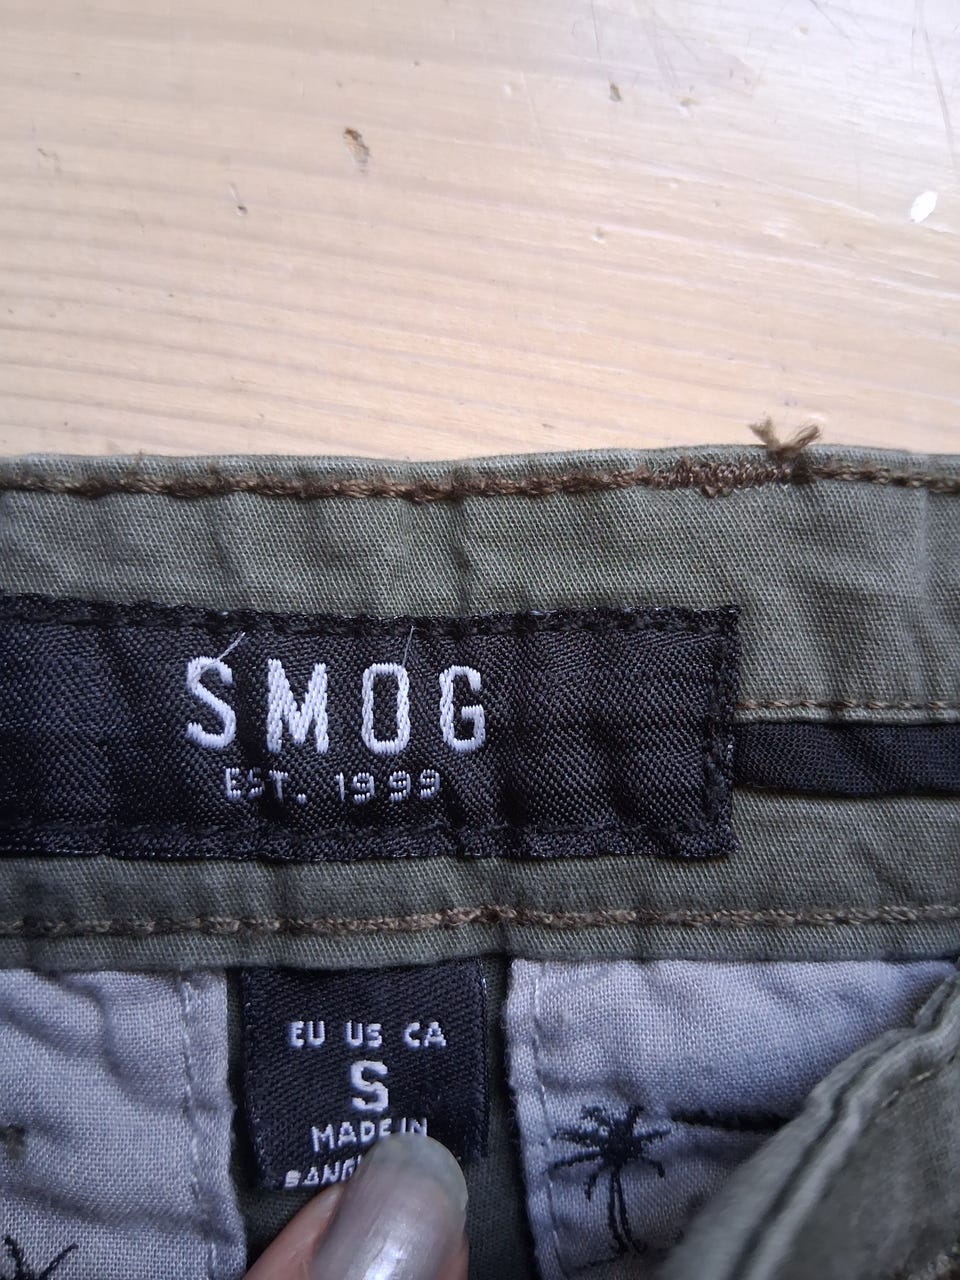 SMOG
EST. 1999
EU US CA
S
MADE IN